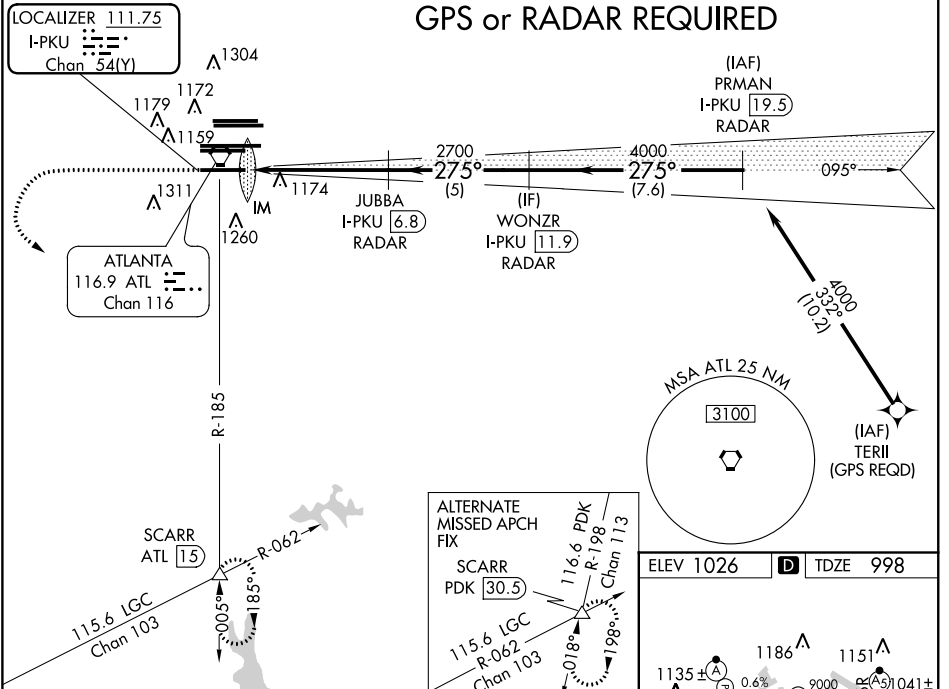 GPS or RADAR REQUIRED
LOCALIZER 111.75
I-PKU
Chan 54(Y)
1304
1172
1179
1159
1311
1260
1174
IM
(IAF)
PRMAN
I-PKU 19.5
RADAR
2700
275°
(5)
4000
275°
(7.6)
095°
JUBBA
I-PKU 6.8
RADAR
(IF)
WONZR
I-PKU 11.9
RADAR
ATLANTA
116.9 ATL
Chan 116
4000
332°
(10.2)
R-185
MSA ATL 25 NM
3100
(IAF)
TERII
(GPS REQD)
SCARR
ATL 15
R-062
005°
185°
115.6 LGC
Chan 103
ALTERNATE
MISSED APCH
FIX
SCARR
PDK 30.5
116.6 PDK
R-198
Chan 113
115.6 LGC
R-062
Chan 103
018°
198°
ELEV 1026
D
TDZE 998
1186
1151
1135±
A
0.6%
9000
A5
1041±